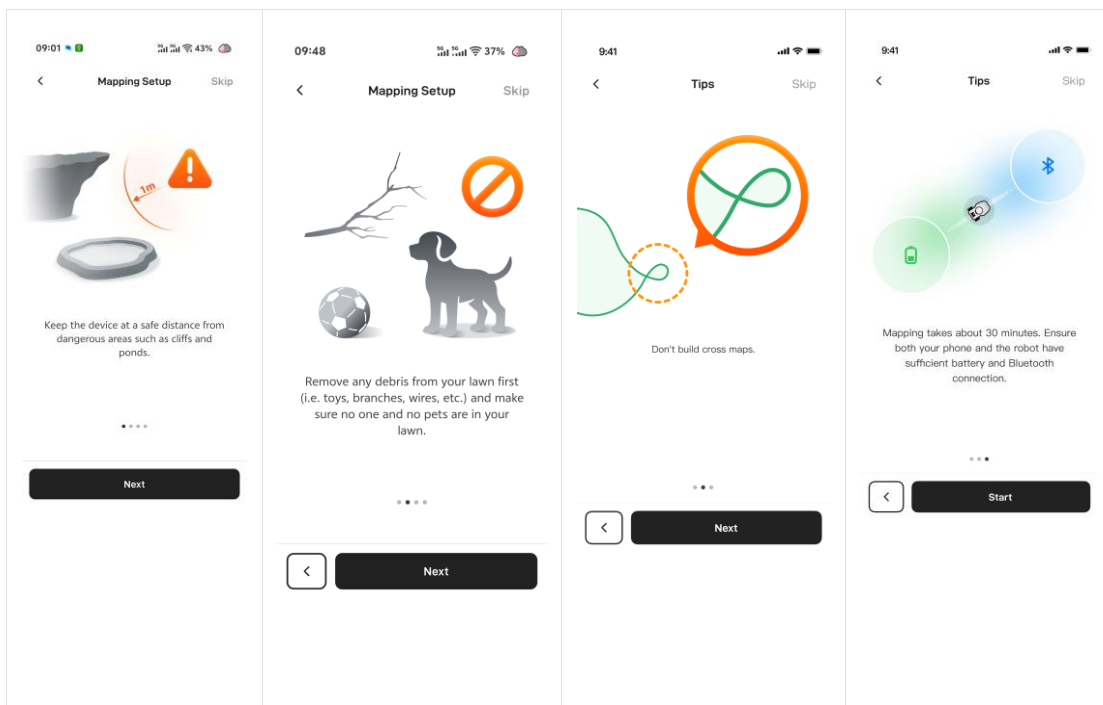 09:01
5G 5G 43%
Mapping Setup
Skip
1m
Keep the device at a safe distance from
dangerous areas such as cliffs and
ponds.
Next
09:48
5G 5G 37%
Mapping Setup
Skip
Remove any debris from your lawn first
(i.e. toys, branches, wires, etc.) and make
sure no one and no pets are in your
lawn.
Next
9:41
Tips
Skip
Don't build cross maps.
Next
9:41
Tips
Skip
Mapping takes about 30 minutes. Ensure
both your phone and the robot have
sufficient battery and Bluetooth
connection.
Start